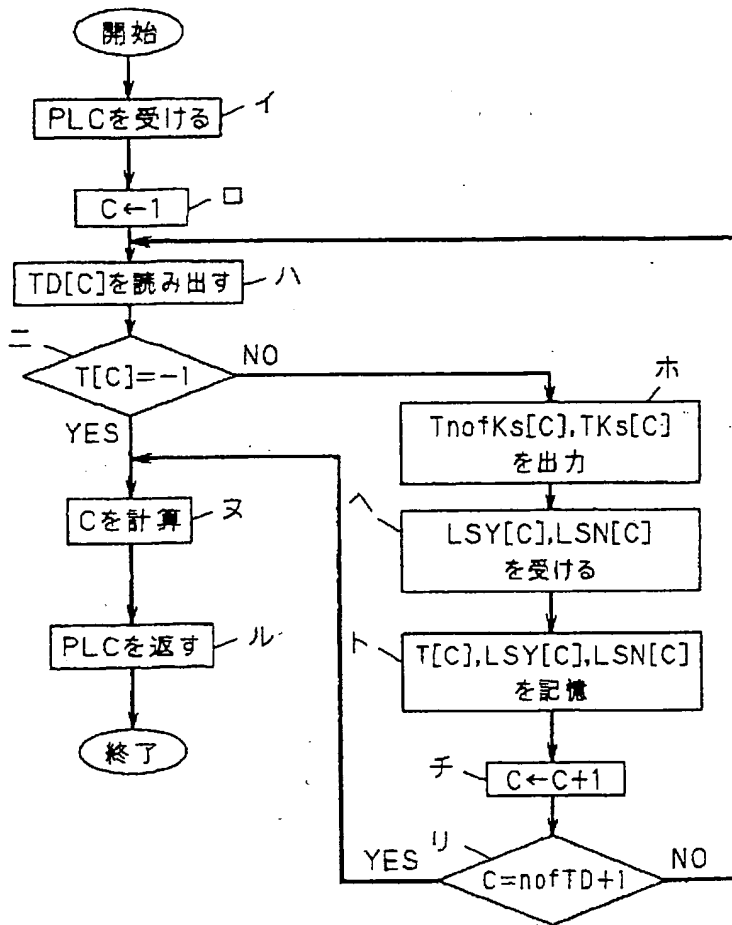 開始
PLCを受ける
イ
C←1
ロ
TD[C]を読み出す
ハ
ニ
T[C]=-1
NO
YES
ホ
TnofKs[C],TKs[C]
を出力
ヘ
LSY[C],LSN[C]
を受ける
ト
T[C],LSY[C],LSN[C]
を記憶
チ
C←C+1
リ
C=nofTD+1
YES
NO
Cを計算
ヌ
PLCを返す
ル
終了